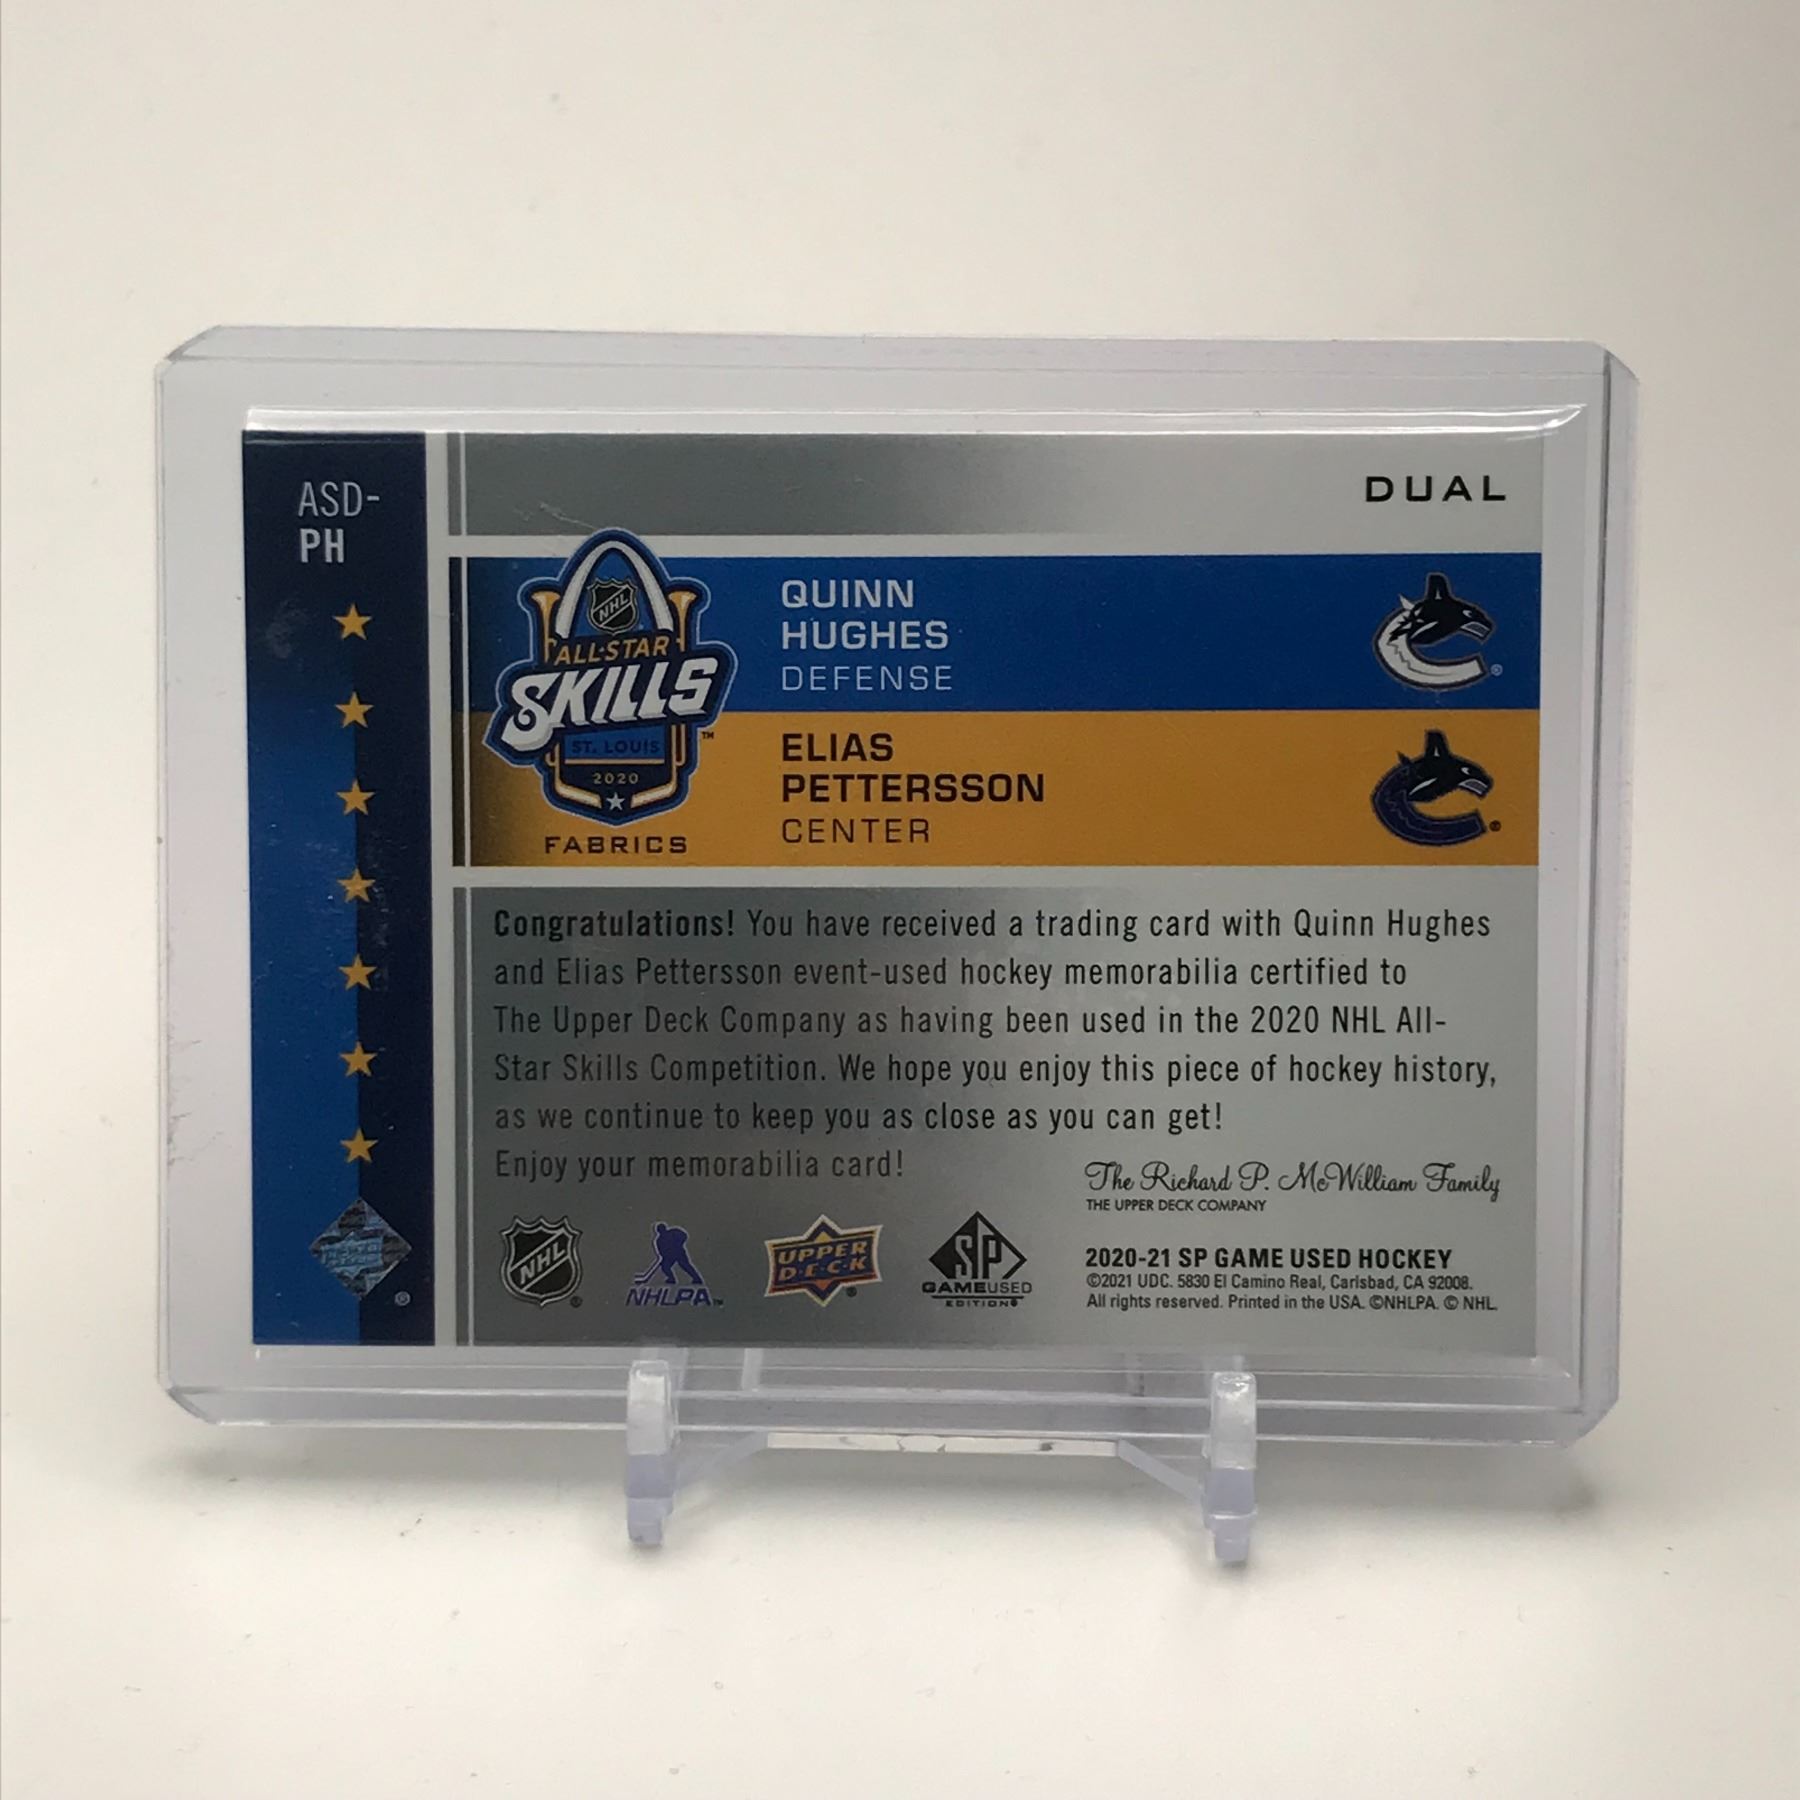 ASD-
PH
DUAL
NHL
ALL-STAR
SKILLS
ST. LOUIS
2020
™
FABRICS
QUINN
HUGHES
DEFENSE
®
ELIAS
PETTERSSON
CENTER
®
Congratulations! You have received a trading card with Quinn Hughes
and Elias Pettersson event-used hockey memorabilia certified to
The Upper Deck Company as having been used in the 2020 NHL All-
Star Skills Competition. We hope you enjoy this piece of hockey history,
as we continue to keep you as close as you can get!
Enjoy your memorabilia card!
The Richard P. McWilliam Family
THE UPPER DECK COMPANY
NHL
®
NHLPA™
UPPER
D·E·C·K
®
SP
GAMEUSED
EDITION®
2020-21 SP GAME USED HOCKEY
©2021 UDC. 5830 El Camino Real, Carlsbad, CA 92008.
All rights reserved. Printed in the USA. ©NHLPA. © NHL.
®